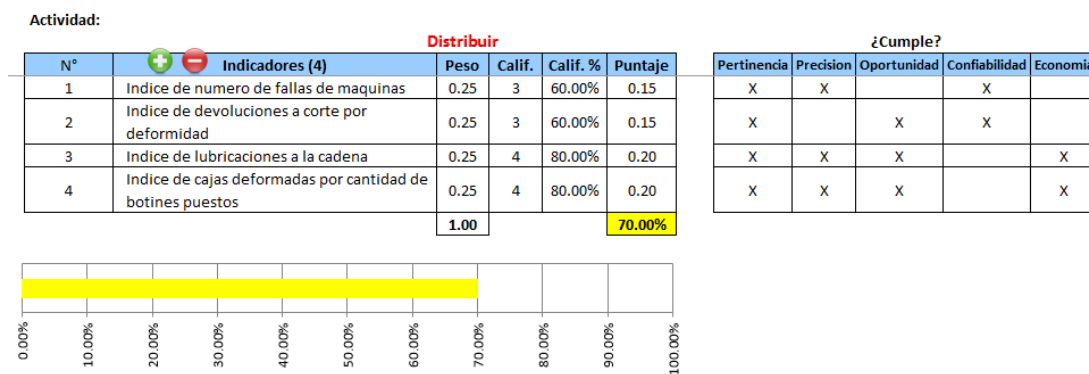 Actividad:
Distribuir ¿Cumple?
N° Indicadores (4) Peso Calif. Calif. % Puntaje Pertinencia Precision Oportunidad Confiabilidad Economia
1 Indice de numero de fallas de maquinas 0.25 3 60.00% 0.15 X X X
Indice de devoluciones a corte por
2 deformidad 0.25 3 60.00% 0.15 X X X
3 Indice de lubricaciones a la cadena 0.25 4 80.00% 0.20 X X X X
Indice de cajas deformadas por cantidad de
4 botines puestos 0.25 4 80.00% 0.20 X X X X
1.00 70.00%
0.00% 10.00% 20.00% 30.00% 40.00% 50.00% 60.00% 70.00% 80.00% 90.00% 100.00%